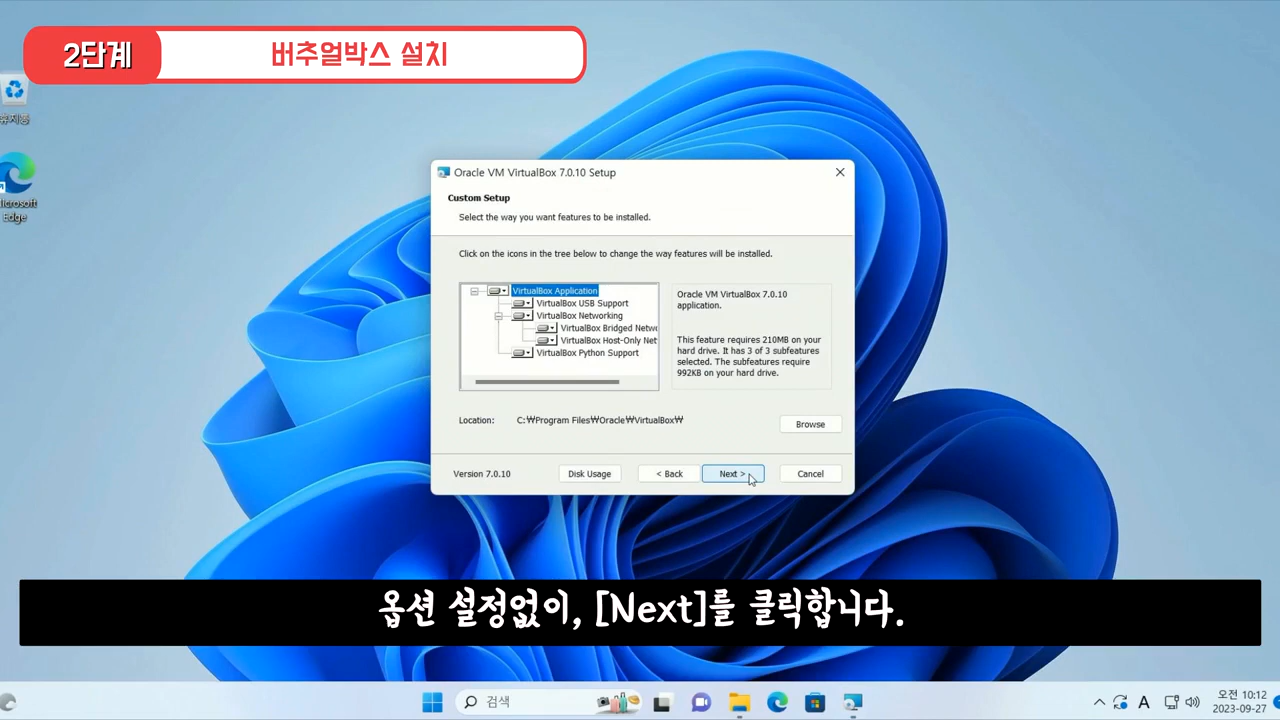 2단계
버추얼박스 설치
휴지통
Microsoft
Edge
Oracle VM VirtualBox 7.0.10 Setup
Custom Setup
Select the way you want features to be installed.
Click on the icons in the tree below to change the way features will be installed.
VirtualBox Application
VirtualBox USB Support
VirtualBox Networking
VirtualBox Bridged Netwo
VirtualBox Host-Only Net
VirtualBox Python Support
Oracle VM VirtualBox 7.0.10
application.
This feature requires 210MB on your
hard drive. It has 3 of 3 subfeatures
selected. The subfeatures require
992KB on your hard drive.
Location: C:₩Program Files₩Oracle₩VirtualBox₩
Browse
Version 7.0.10
Disk Usage
< Back
Next >
Cancel
옵션 설정없이, [Next]를 클릭합니다.
검색
A
오전 10:12
2023-09-27